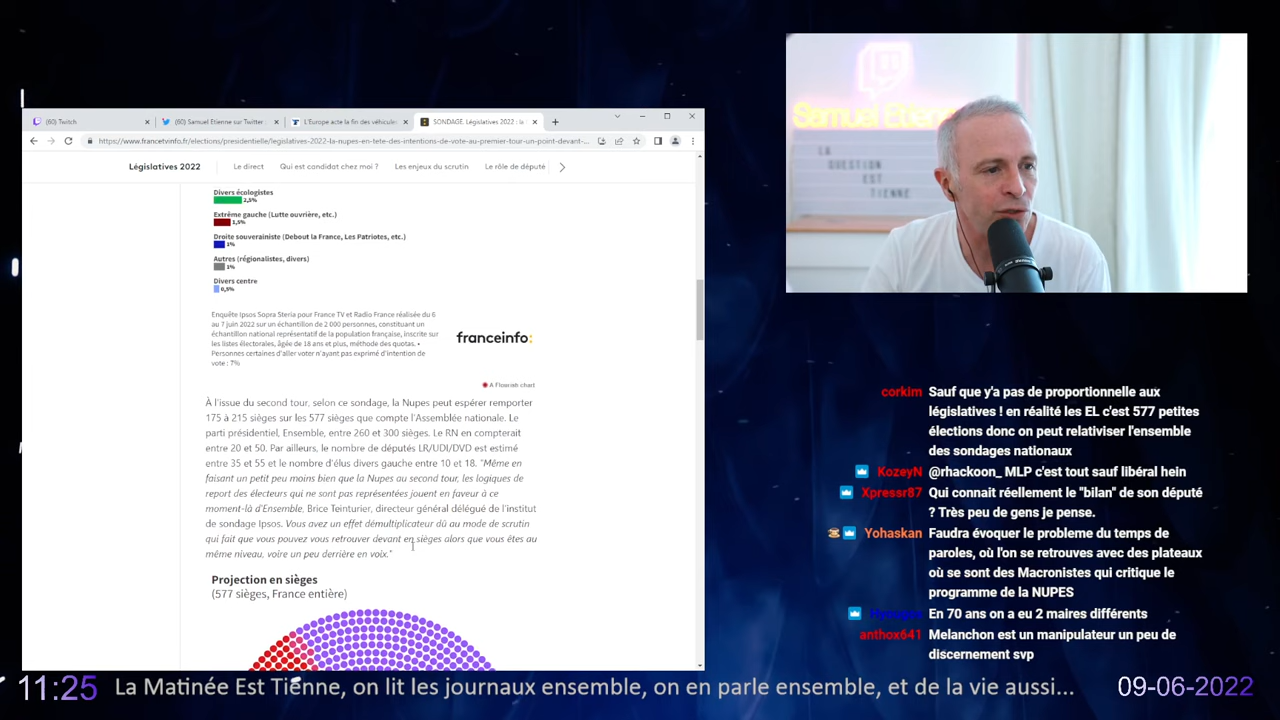 (60) Twitch
(60) Samuel Etienne sur Twitter :
L'Europe acte la fin des véhicules
SONDAGE. Législatives 2022 : la
https://www.francetvinfo.fr/elections/presidentielle/legislatives-2022-la-nupes-en-tete-des-intentions-de-vote-au-premier-tour-un-point-devant-...
Législatives 2022 Le direct Qui est candidat chez moi ? Les enjeux du scrutin Le rôle de député
Divers écologistes
2,5%
Extrême gauche (Lutte ouvrière, etc.)
1,5%
Droite souverainiste (Debout la France, Les Patriotes, etc.)
1%
Autres (régionalistes, divers)
1%
Divers centre
0,5%
Enquête Ipsos Sopra Steria pour France TV et Radio France réalisée du 6
au 7 juin 2022 sur un échantillon de 2 000 personnes, constituant un
échantillon national représentatif de la population française, inscrite sur
les listes électorales, âgée de 18 ans et plus, méthode des quotas. •
Personnes certaines d'aller voter n'ayant pas exprimé d'intention de
vote : 7%
franceinfo:
A Flourish chart
À l'issue du second tour, selon ce sondage, la Nupes peut espérer remporter
175 à 215 sièges sur les 577 sièges que compte l'Assemblée nationale. Le
parti présidentiel, Ensemble, entre 260 et 300 sièges. Le RN en compterait
entre 20 et 50. Par ailleurs, le nombre de députés LR/UDI/DVD est estimé
entre 35 et 55 et le nombre d'élus divers gauche entre 10 et 18. "Même en
faisant un petit peu moins bien que la Nupes au second tour, les logiques de
report des électeurs qui ne sont pas représentées jouent en faveur à ce
moment-là d'Ensemble, Brice Teinturier, directeur général délégué de l'institut
de sondage Ipsos. Vous avez un effet démultiplicateur dû au mode de scrutin
qui fait que vous pouvez vous retrouver devant en sièges alors que vous êtes au
même niveau, voire un peu derrière en voix."
Projection en sièges
(577 sièges, France entière)
Samuel Etienne
LA
QUESTION
EST
TIENNE
corkim Sauf que y'a pas de proportionelle aux
législatives ! en réalité les EL c'est 577 petites
élections donc on peut relativiser l'ensemble
des sondages nationaux
KozeyN @rhackoon_ MLP c'est tout sauf libéral hein
Xpressr87 Qui connait réellement le "bilan" de son député
? Très peu de gens je pense.
Yohaskan Faudra évoquer le problème du temps de
paroles, où l'on se retrouves avec des plateaux
où se sont des Macronistes qui critique le
programme de la NUPES
En 70 ans on a eu 2 maires différents
anthox641 Melanchon est un manipulateur un peu de
discernement svp
11:25 La Matinée Est Tïenne, on lit les journaux ensemble, on en parle ensemble, et de la vie aussi... 09-06-2022